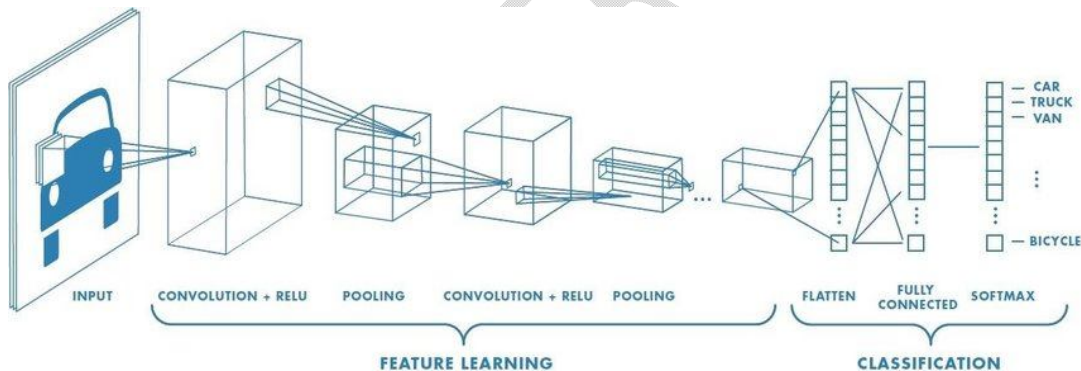 CAR
TRUCK
VAN
BICYCLE
INPUT
CONVOLUTION + RELU
POOLING
CONVOLUTION + RELU
POOLING
FLATTEN
FULLY
CONNECTED
SOFTMAX
FEATURE LEARNING
CLASSIFICATION